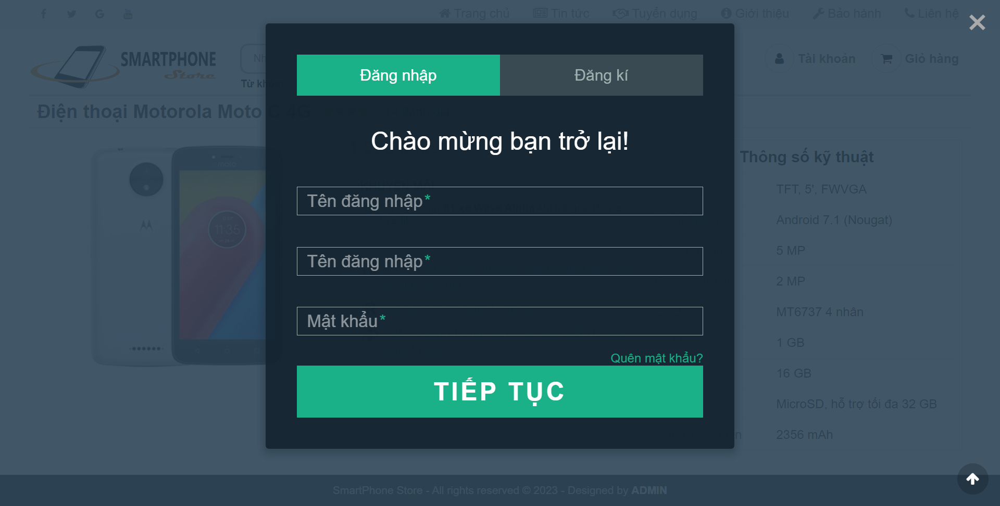 Trang chủ Tin tức Tuyển dụng Giới thiệu Bảo hành Liên hệ
SMARTPHONE
Store
Tài khoản Giỏ hàng
Từ
Điện thoại Motorola Moto C 4G
Đăng nhập Đăng kí
Chào mừng bạn trở lại!
Tên đăng nhập*
Tên đăng nhập*
Mật khẩu*
Quên mật khẩu?
TIẾP TỤC
moto
11:35
Thông số kỹ thuật
TFT, 5', FWVGA
Android 7.1 (Nougat)
5 MP
2 MP
MT6737 4 nhân
1 GB
16 GB
MicroSD, hỗ trợ tối đa 32 GB
2356 mAh
SmartPhone Store - All rights reserved © 2023 - Designed by ADMIN